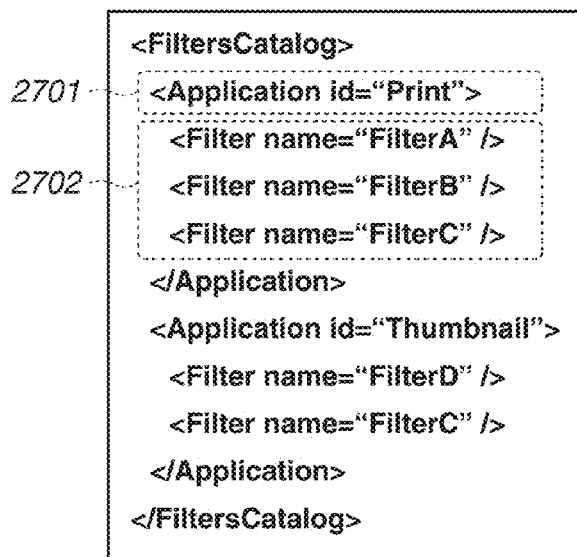 <FiltersCatalog>
2701 <Application id=“Print”>
<Filter name=“FilterA” />
2702 <Filter name=“FilterB” />
<Filter name=“FilterC” />
</Application>
<Application id=“Thumbnail”>
<Filter name=“FilterD” />
<Filter name=“FilterC” />
</Application>
</FiltersCatalog>